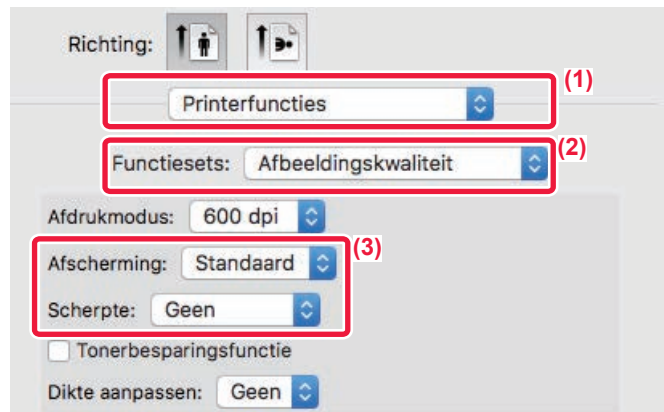 Richting:
(1)
Printerfuncties
(2)
Functiesets: Afbeeldingskwaliteit
Afdrukmodus: 600 dpi
(3)
Afscherming: Standaard
Scherpte: Geen
Tonerbesparingsfunctie
Dikte aanpassen: Geen